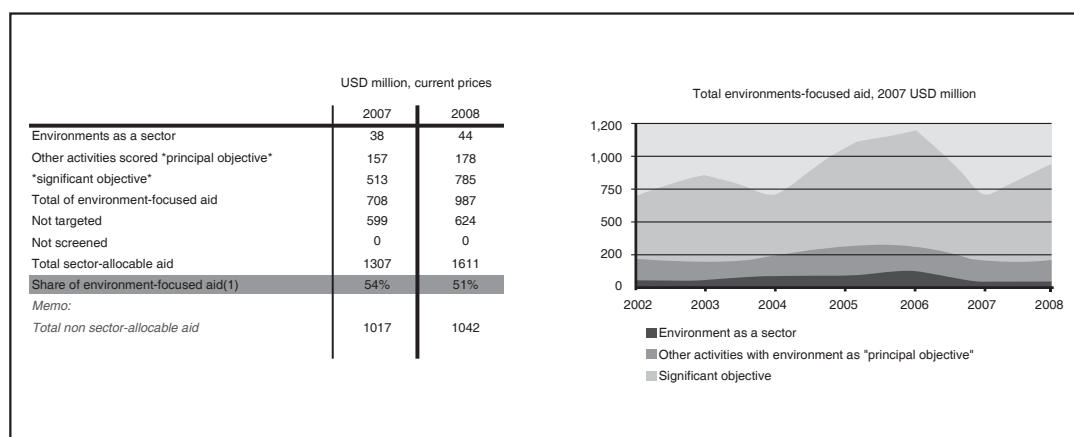 USD million, current prices
2007 2008
Environments as a sector 38 44
Other activities scored *principal objective* 157 178
*significant objective* 513 785
Total of environment-focused aid 708 987
Not targeted 599 624
Not screened 0 0
Total sector-allocable aid 1307 1611
Share of environment-focused aid(1) 54% 51%
Memo:
Total non sector-allocable aid 1017 1042
Total environments-focused aid, 2007 USD million
1,200
1,000
750
500
200
0
2002 2003 2004 2005 2006 2007 2008
Environment as a sector
Other activities with environment as "principal objective"
Significant objective